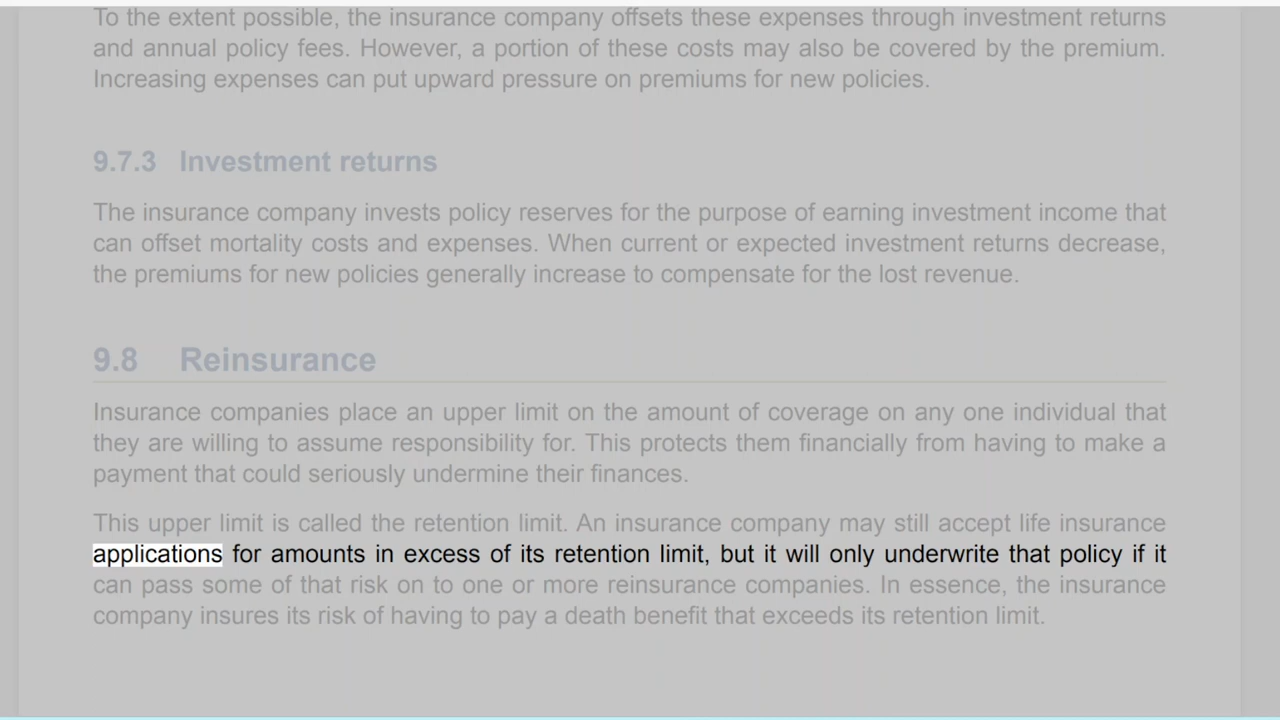 To the extent possible, the insurance company offsets these expenses through investment returns
and annual policy fees. However, a portion of these costs may also be covered by the premium.
Increasing expenses can put upward pressure on premiums for new policies.
9.7.3 Investment returns
The insurance company invests policy reserves for the purpose of earning investment income that
can offset mortality costs and expenses. When current or expected investment returns decrease,
the premiums for new policies generally increase to compensate for the lost revenue.
9.8 Reinsurance
Insurance companies place an upper limit on the amount of coverage on any one individual that
they are willing to assume responsibility for. This protects them financially from having to make a
payment that could seriously undermine their finances.
This upper limit is called the retention limit. An insurance company may still accept life insurance
applications for amounts in excess of its retention limit, but it will only underwrite that policy if it
can pass some of that risk on to one or more reinsurance companies. In essence, the insurance
company insures its risk of having to pay a death benefit that exceeds its retention limit.